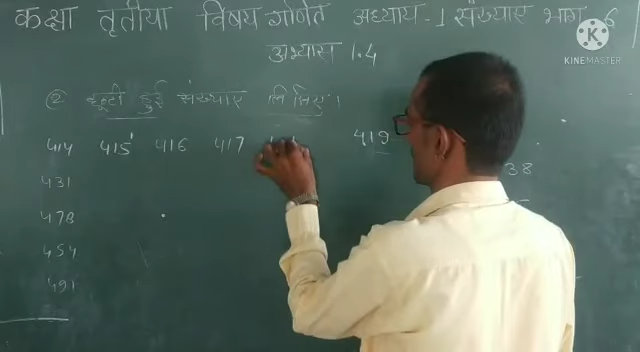 कक्षा तृतीया विषय गणित अध्याय-1 संख्याए भाग-6
अभ्यास 1.4
② छूटी हुई संख्याए लिखिए।
414 415 416 417 419
431 38
478
454
491
K
KINEMASTER